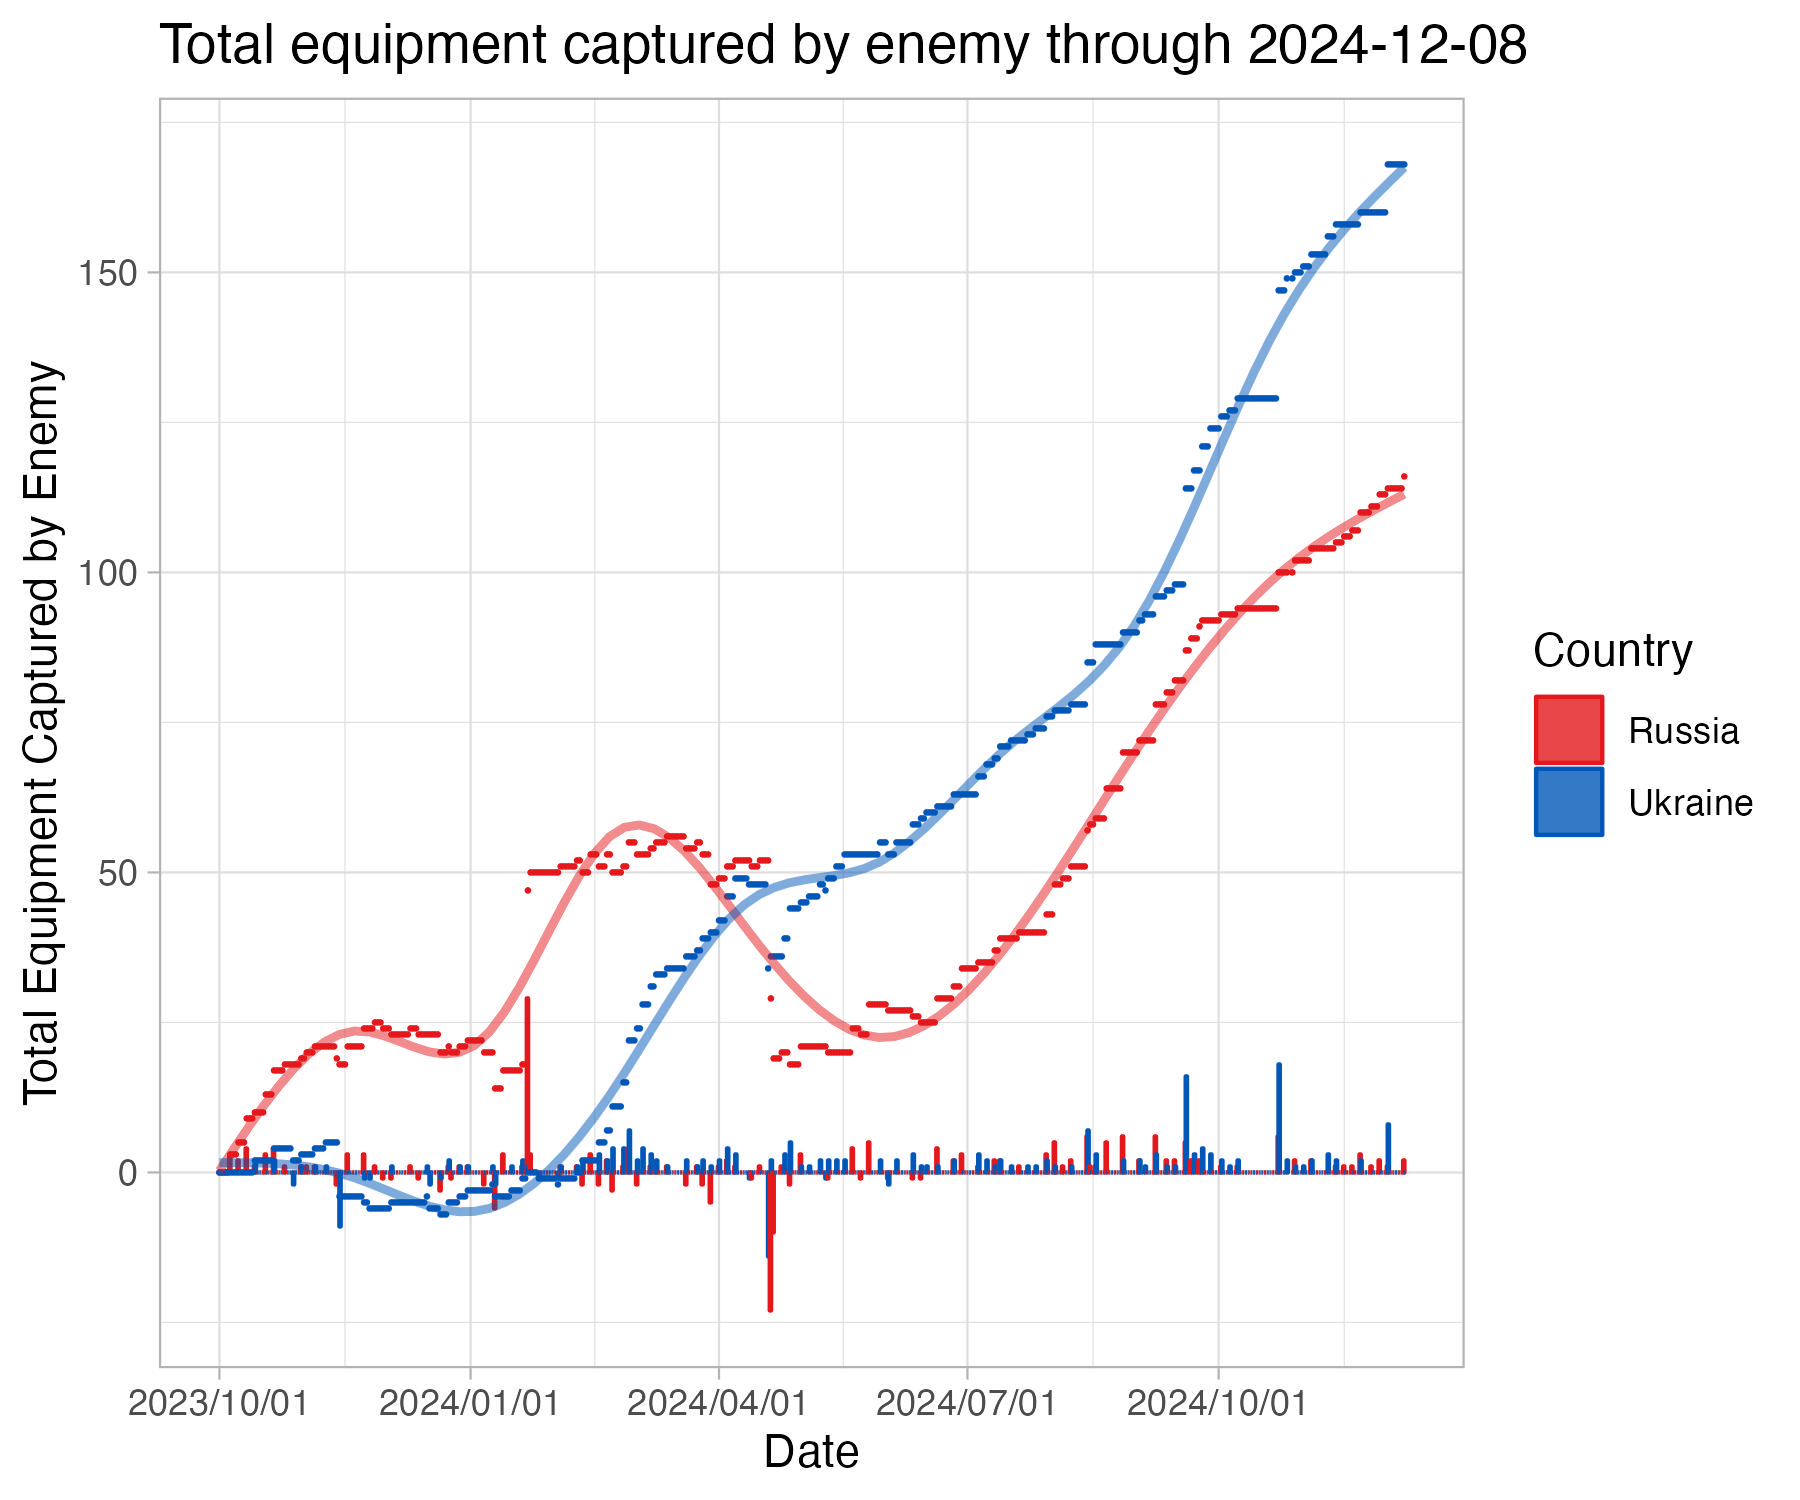 Total equipment captured by enemy through 2024-12-08
Total Equipment Captured by Enemy
150
100
50
0
2023/10/01
2024/01/01
2024/04/01
2024/07/01
2024/10/01
Date
Country
Russia
Ukraine